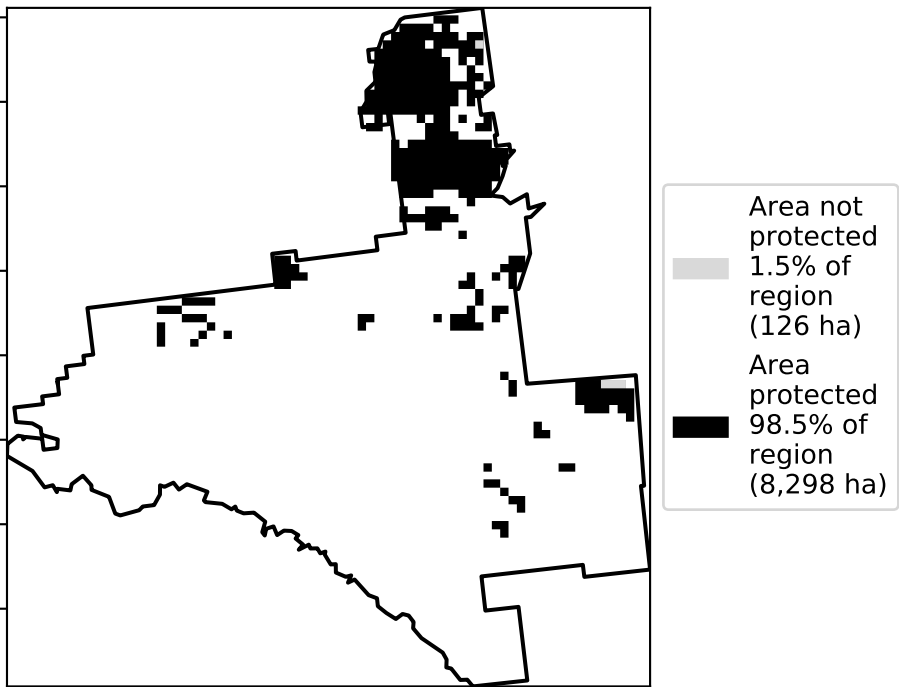 Area not
protected
1.5% of
region
(126 ha)
Area
protected
98.5% of
region
(8,298 ha)